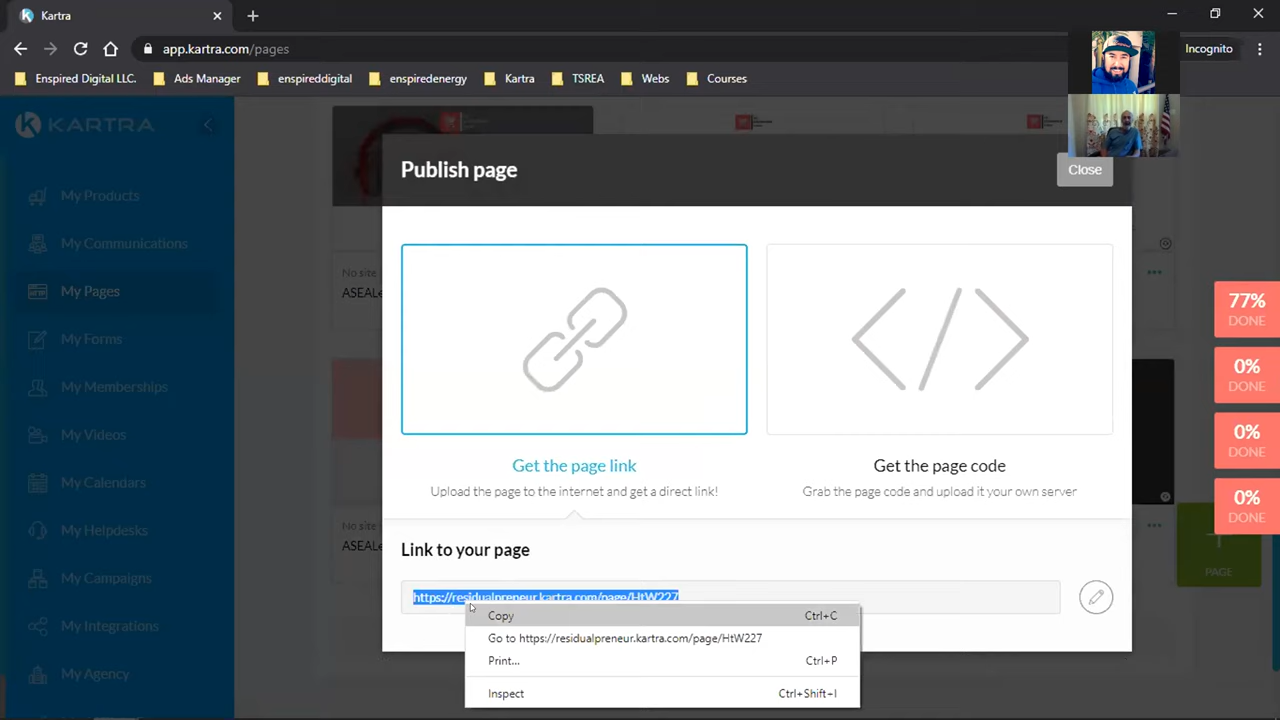 Kartra
app.kartra.com/pages
Incognito
Enspired Digital LLC.
Ads Manager
enspireddigital
enspiredenergy
Kartra
TSREA
Webs
Courses
KARTRA
My Products
My Communications
My Pages
My Forms
My Memberships
My Videos
My Calendars
My Helpdesks
My Campaigns
My Integrations
My Agency
No site
ASEALe
No site
ASEALe
Publish page
Close
Get the page link
Upload the page to the internet and get a direct link!
Get the page code
Grab the page code and upload it your own server
Link to your page
https://residualpreneur.kartra.com/page/HtW227
Copy Ctrl+C
Go to https://residualpreneur.kartra.com/page/HtW227
Print... Ctrl+P
Inspect Ctrl+Shift+I
77%
DONE
0%
DONE
0%
DONE
0%
DONE
PAGE